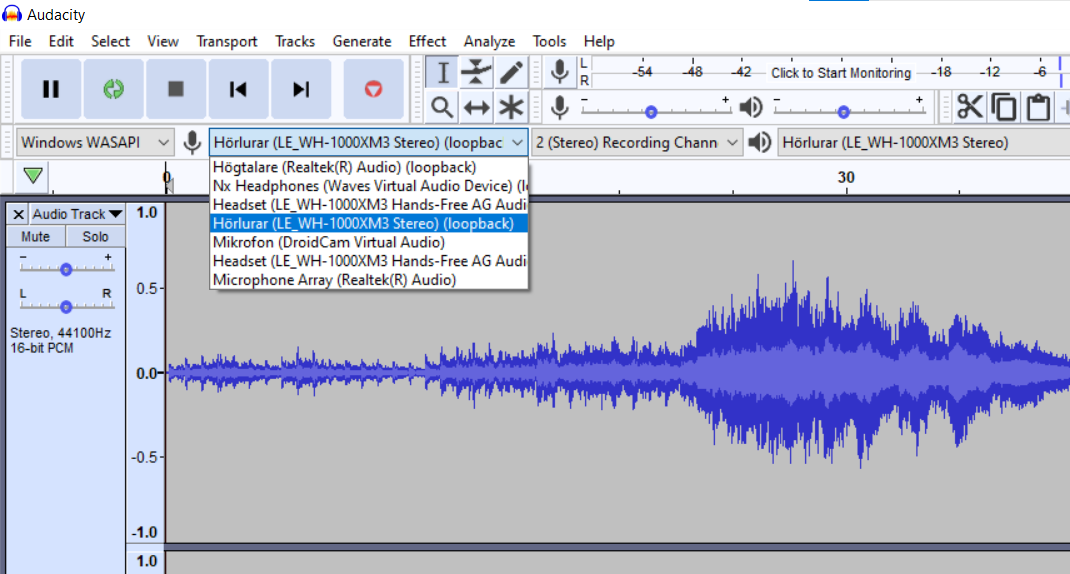 Audacity
File Edit Select View Transport Tracks Generate Effect Analyze Tools Help
L
R
-54 -48 -42 Click to Start Monitoring -18 -12 -6
- + - +
Windows WASAPI Hörlurar (LE_WH-1000XM3 Stereo) (loopbac 2 (Stereo) Recording Chann Hörlurar (LE_WH-1000XM3 Stereo)
Högtalare (Realtek(R) Audio) (loopback)
Nx Headphones (Waves Virtual Audio Device) (l
Headset (LE_WH-1000XM3 Hands-Free AG Audi
Hörlurar (LE_WH-1000XM3 Stereo) (loopback)
Mikrofon (DroidCam Virtual Audio)
Headset (LE_WH-1000XM3 Hands-Free AG Audi
Microphone Array (Realtek(R) Audio)
0 30
Audio Track
Mute Solo
- +
L R
Stereo, 44100Hz
16-bit PCM
1.0
0.5-
0.0-
-0.5-
-1.0
1.0